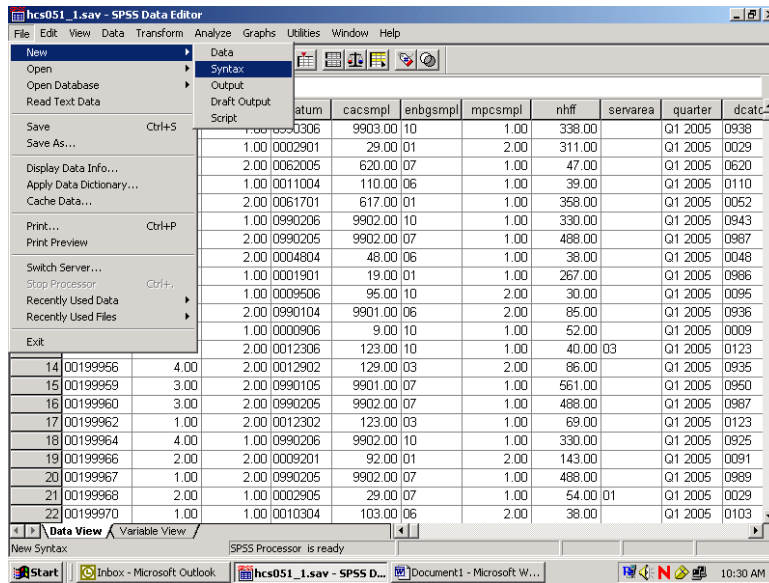 hcs051_1.sav - SPSS Data Editor
File Edit View Data Transform Analyze Graphs Utilities Window Help
New
Open
Open Database
Read Text Data
Save Ctrl+S
Save As...
Display Data Info...
Apply Data Dictionary...
Cache Data...
Print... Ctrl+P
Print Preview
Switch Server...
Stop Processor Ctrl+.
Recently Used Data
Recently Used Files
Exit
Data
Syntax
Output
Draft Output
Script
atum cacsmpl enbgsmpl mpcsmpl nhff servarea quarter dcatc
1.00 0990306 9903.00 10 1.00 338.00 Q1 2005 0938
1.00 0002901 29.00 01 2.00 311.00 Q1 2005 0029
2.00 0062005 620.00 07 1.00 47.00 Q1 2005 0620
1.00 0011004 110.00 06 1.00 39.00 Q1 2005 0110
2.00 0061701 617.00 01 1.00 358.00 Q1 2005 0052
1.00 0990206 9902.00 10 1.00 330.00 Q1 2005 0943
2.00 0990205 9902.00 07 1.00 488.00 Q1 2005 0987
2.00 0004804 48.00 06 1.00 38.00 Q1 2005 0048
1.00 0001901 19.00 01 1.00 267.00 Q1 2005 0986
1.00 0009506 95.00 10 2.00 30.00 Q1 2005 0095
2.00 0990104 9901.00 06 2.00 85.00 Q1 2005 0936
1.00 0000906 9.00 10 1.00 52.00 Q1 2005 0009
2.00 0012306 123.00 10 1.00 40.00 03 Q1 2005 0123
14 00199956 4.00 2.00 0012902 129.00 03 2.00 86.00 Q1 2005 0935
15 00199959 3.00 2.00 0990105 9901.00 07 1.00 561.00 Q1 2005 0950
16 00199960 3.00 2.00 0990205 9902.00 07 1.00 488.00 Q1 2005 0987
17 00199962 1.00 2.00 0012302 123.00 03 1.00 69.00 Q1 2005 0123
18 00199964 4.00 1.00 0990206 9902.00 10 1.00 330.00 Q1 2005 0925
19 00199966 2.00 2.00 0009201 92.00 01 2.00 143.00 Q1 2005 0091
20 00199967 1.00 2.00 0990205 9902.00 07 1.00 488.00 Q1 2005 0989
21 00199968 2.00 1.00 0002905 29.00 07 1.00 54.00 01 Q1 2005 0029
22 00199970 1.00 1.00 0010304 103.00 06 2.00 38.00 Q1 2005 0103
Data View Variable View
New Syntax SPSS Processor is ready
Start Inbox - Microsoft Outlook hcs051_1.sav - SPSS D... Document1 - Microsoft W... 10:30 AM